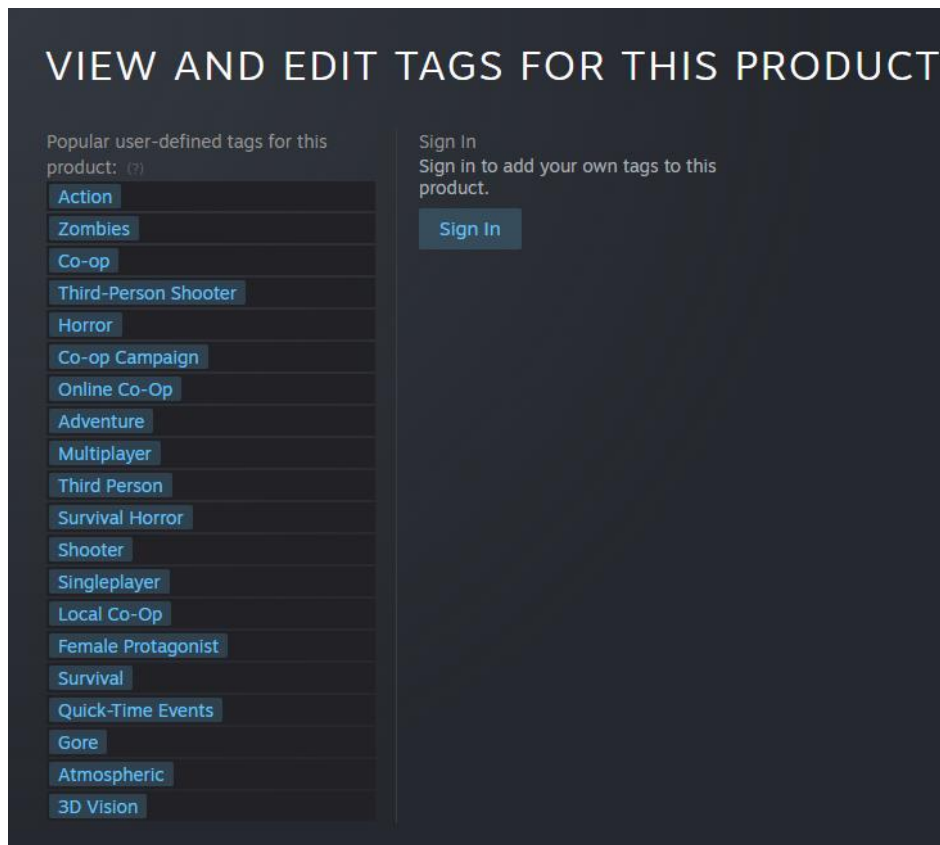 VIEW AND EDIT TAGS FOR THIS PRODUCT
Popular user-defined tags for this
product: (?)
Action
Zombies
Co-op
Third-Person Shooter
Horror
Co-op Campaign
Online Co-Op
Adventure
Multiplayer
Third Person
Survival Horror
Shooter
Singleplayer
Local Co-Op
Female Protagonist
Survival
Quick-Time Events
Gore
Atmospheric
3D Vision
Sign In
Sign in to add your own tags to this
product.
Sign In